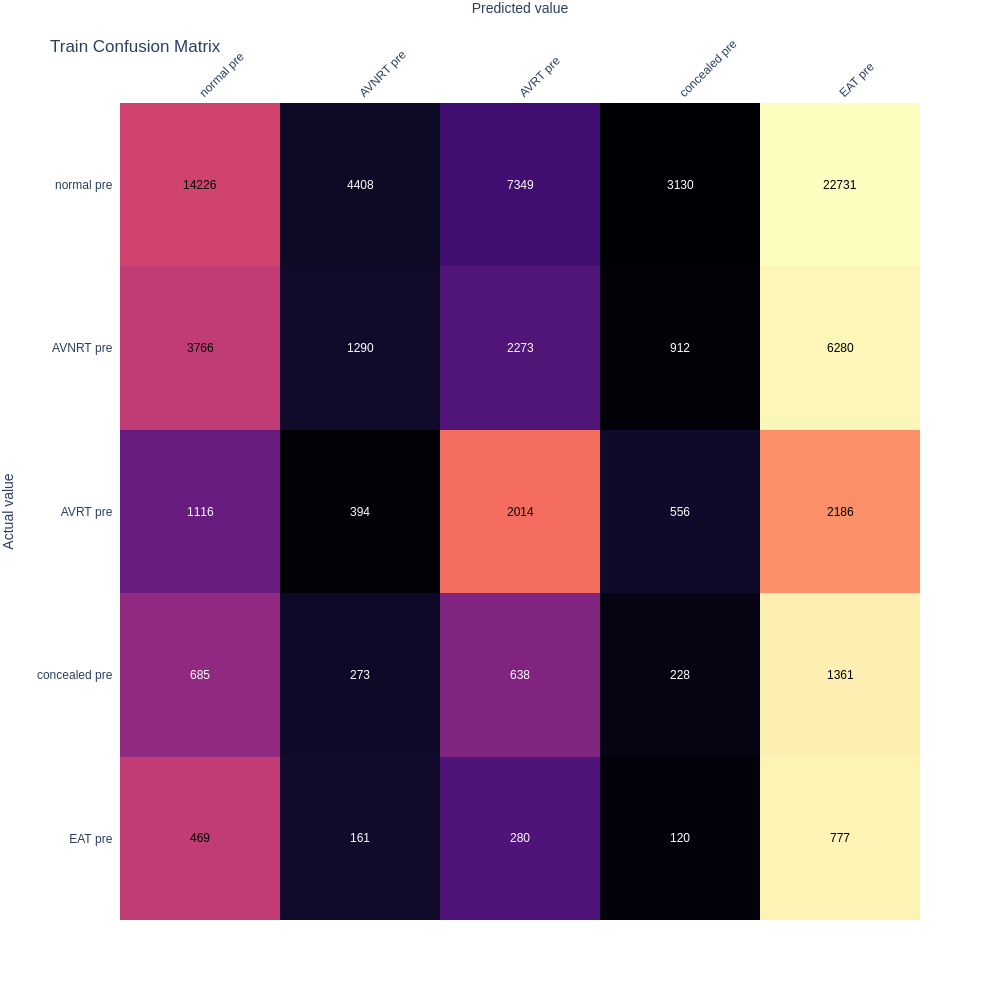 Predicted value
Train Confusion Matrix
normal pre
AVNRT pre
AVRT pre
concealed pre
EAT pre
normal pre 14226 4408 7349 3130 22731
AVNRT pre 3766 1290 2273 912 6280
AVRT pre 1116 394 2014 556 2186
concealed pre 685 273 638 228 1361
EAT pre 469 161 280 120 777
Actual value